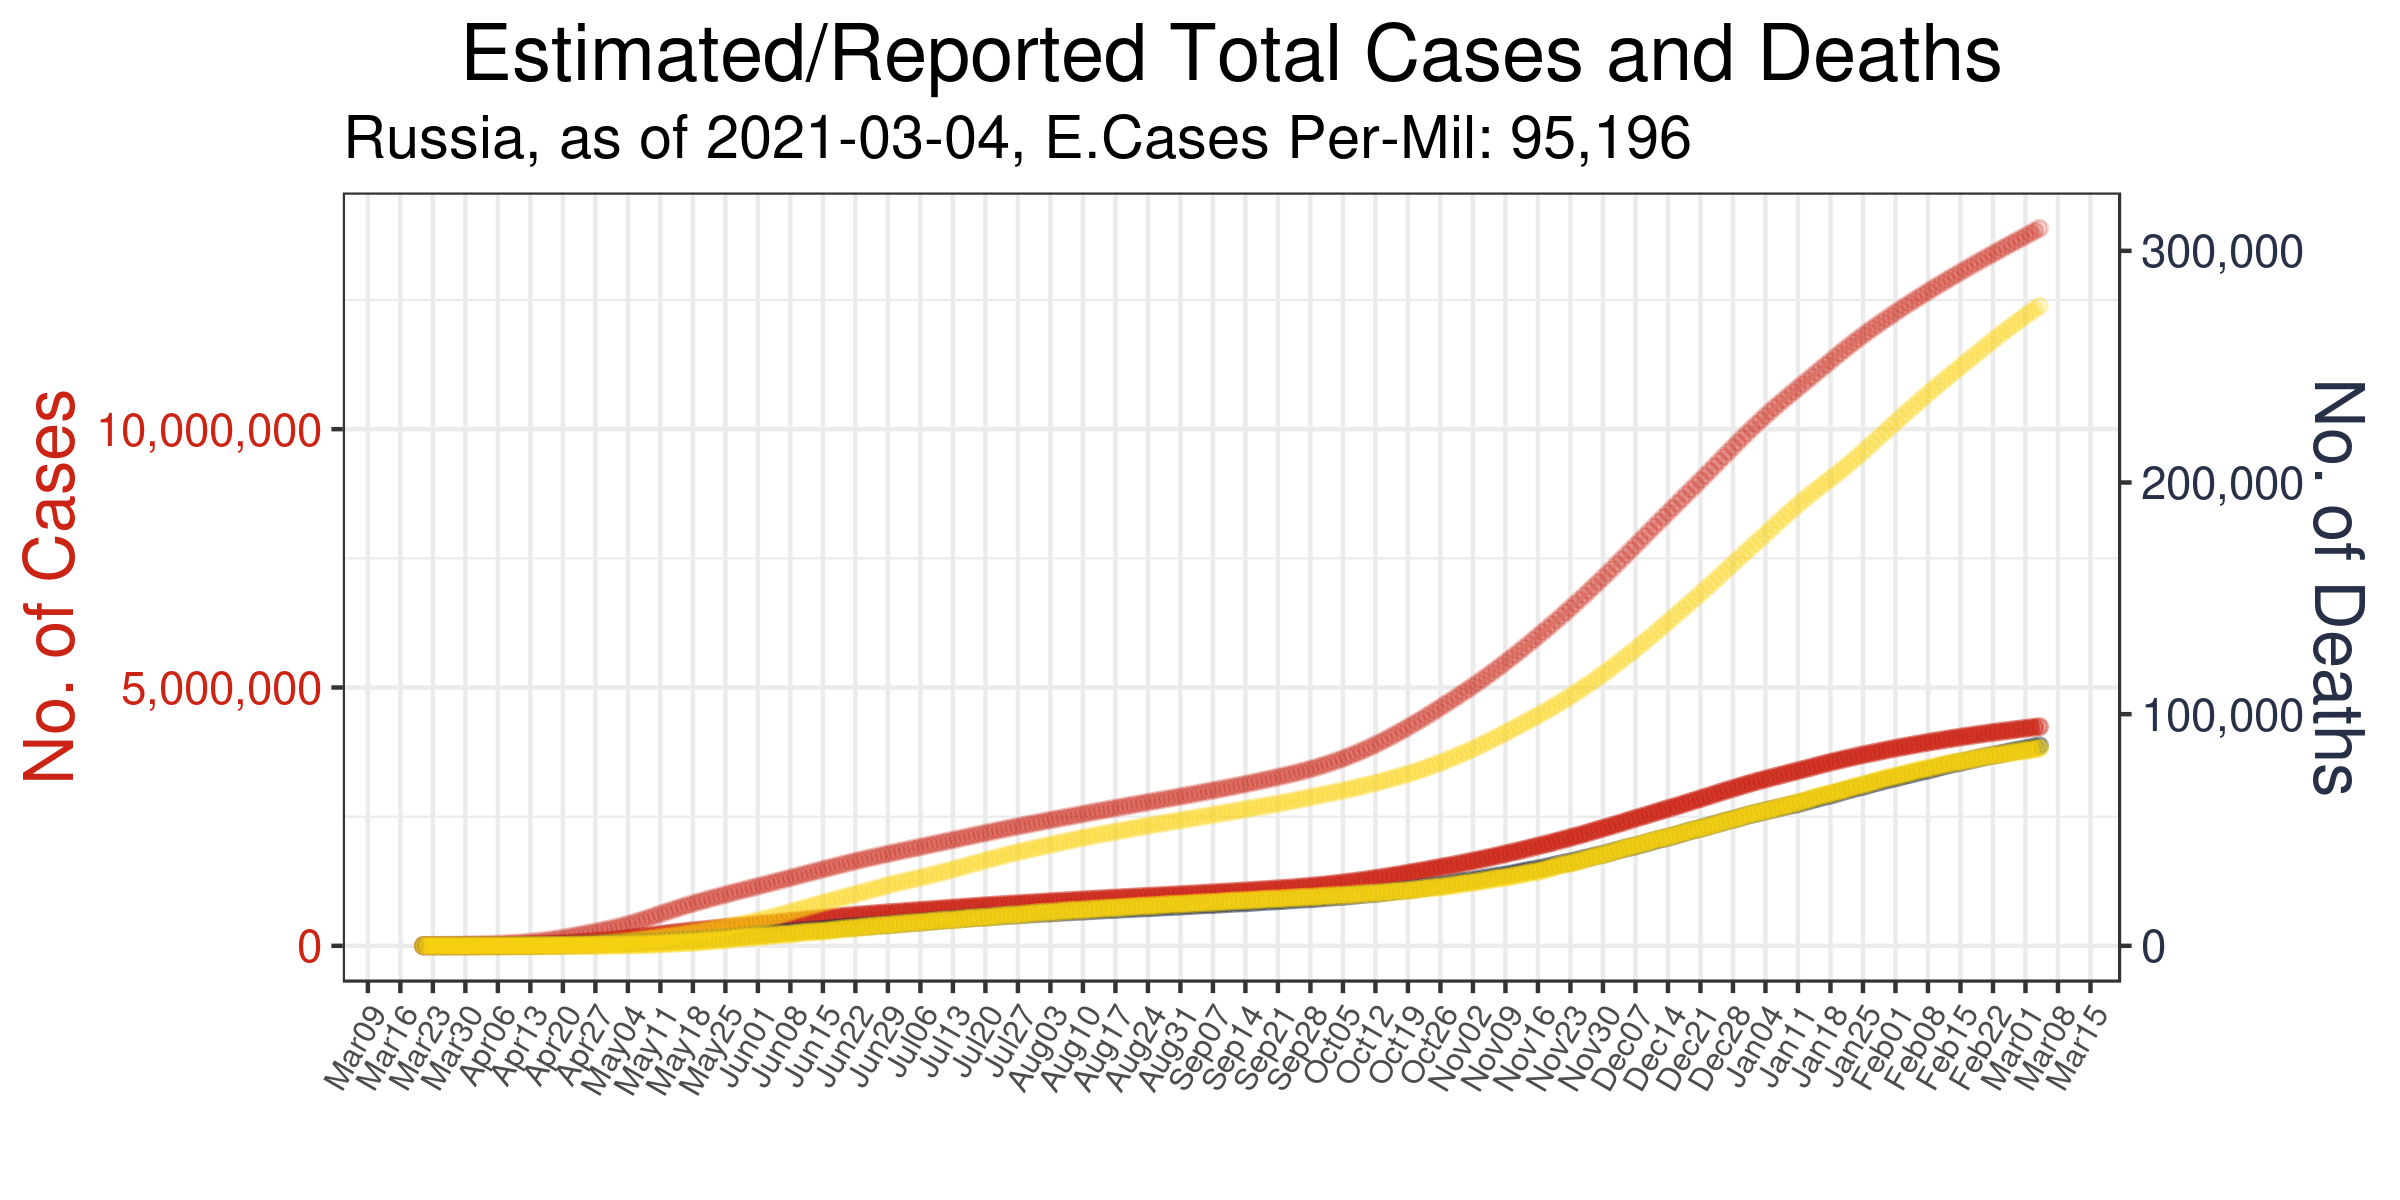 Estimated/Reported Total Cases and Deaths
Russia, as of 2021-03-04, E.Cases Per-Mil: 95,196
No. of Cases
10,000,000
5,000,000
0
300,000
200,000
100,000
0
No. of Deaths
Mar09
Mar16
Mar23
Mar30
Apr06
Apr13
Apr20
Apr27
May04
May11
May18
May25
Jun01
Jun08
Jun15
Jun22
Jun29
Jul06
Jul13
Jul20
Jul27
Aug03
Aug10
Aug17
Aug24
Aug31
Sep07
Sep14
Sep21
Sep28
Oct05
Oct12
Oct19
Oct26
Nov02
Nov09
Nov16
Nov23
Nov30
Dec07
Dec14
Dec21
Dec28
Jan04
Jan11
Jan18
Jan25
Feb01
Feb08
Feb15
Feb22
Mar01
Mar08
Mar15